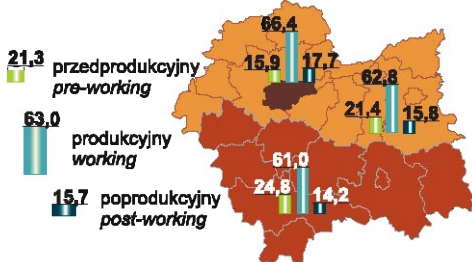 66,4
15,9 17,7
62,8
21,4 15,8
61,0
24,8 14,2
21,3 przedprodukcyjny
pre-working
63,0
produkcyjny
working
15,7 poprodukcyjny
post-working